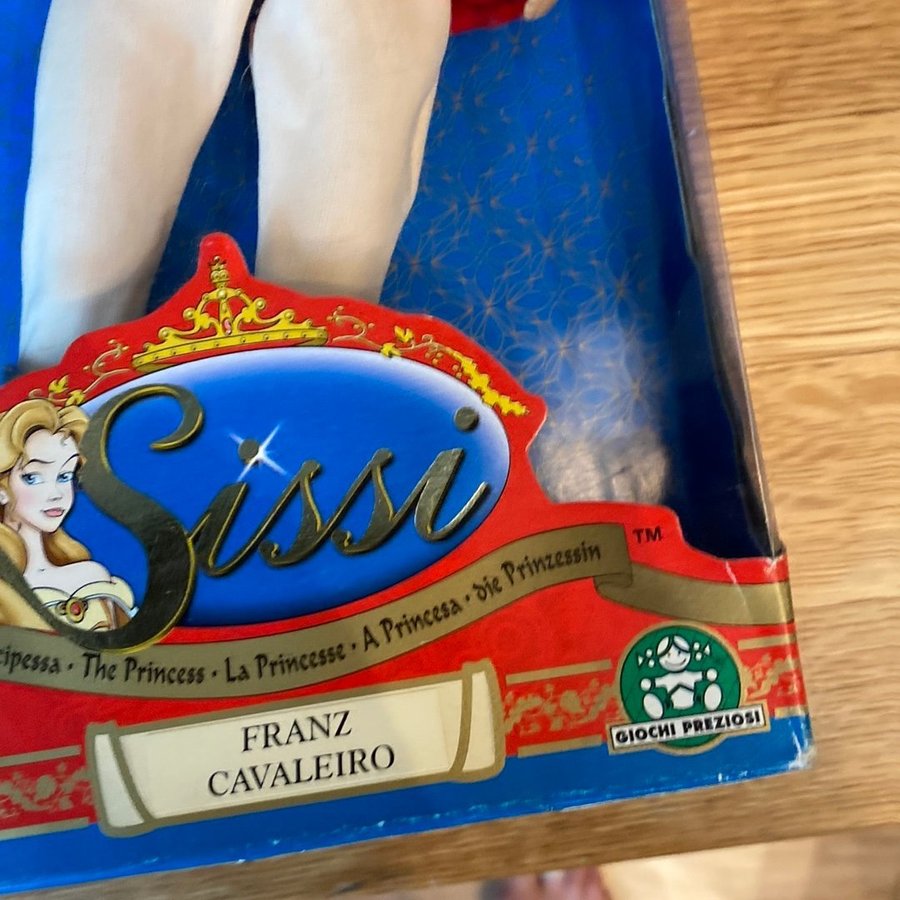 Sissi
TM
cipessa · The Princess · La Princesse · A Princesa · die Prinzessin
FRANZ
CAVALEIRO
GIOCHI PREZIOSI